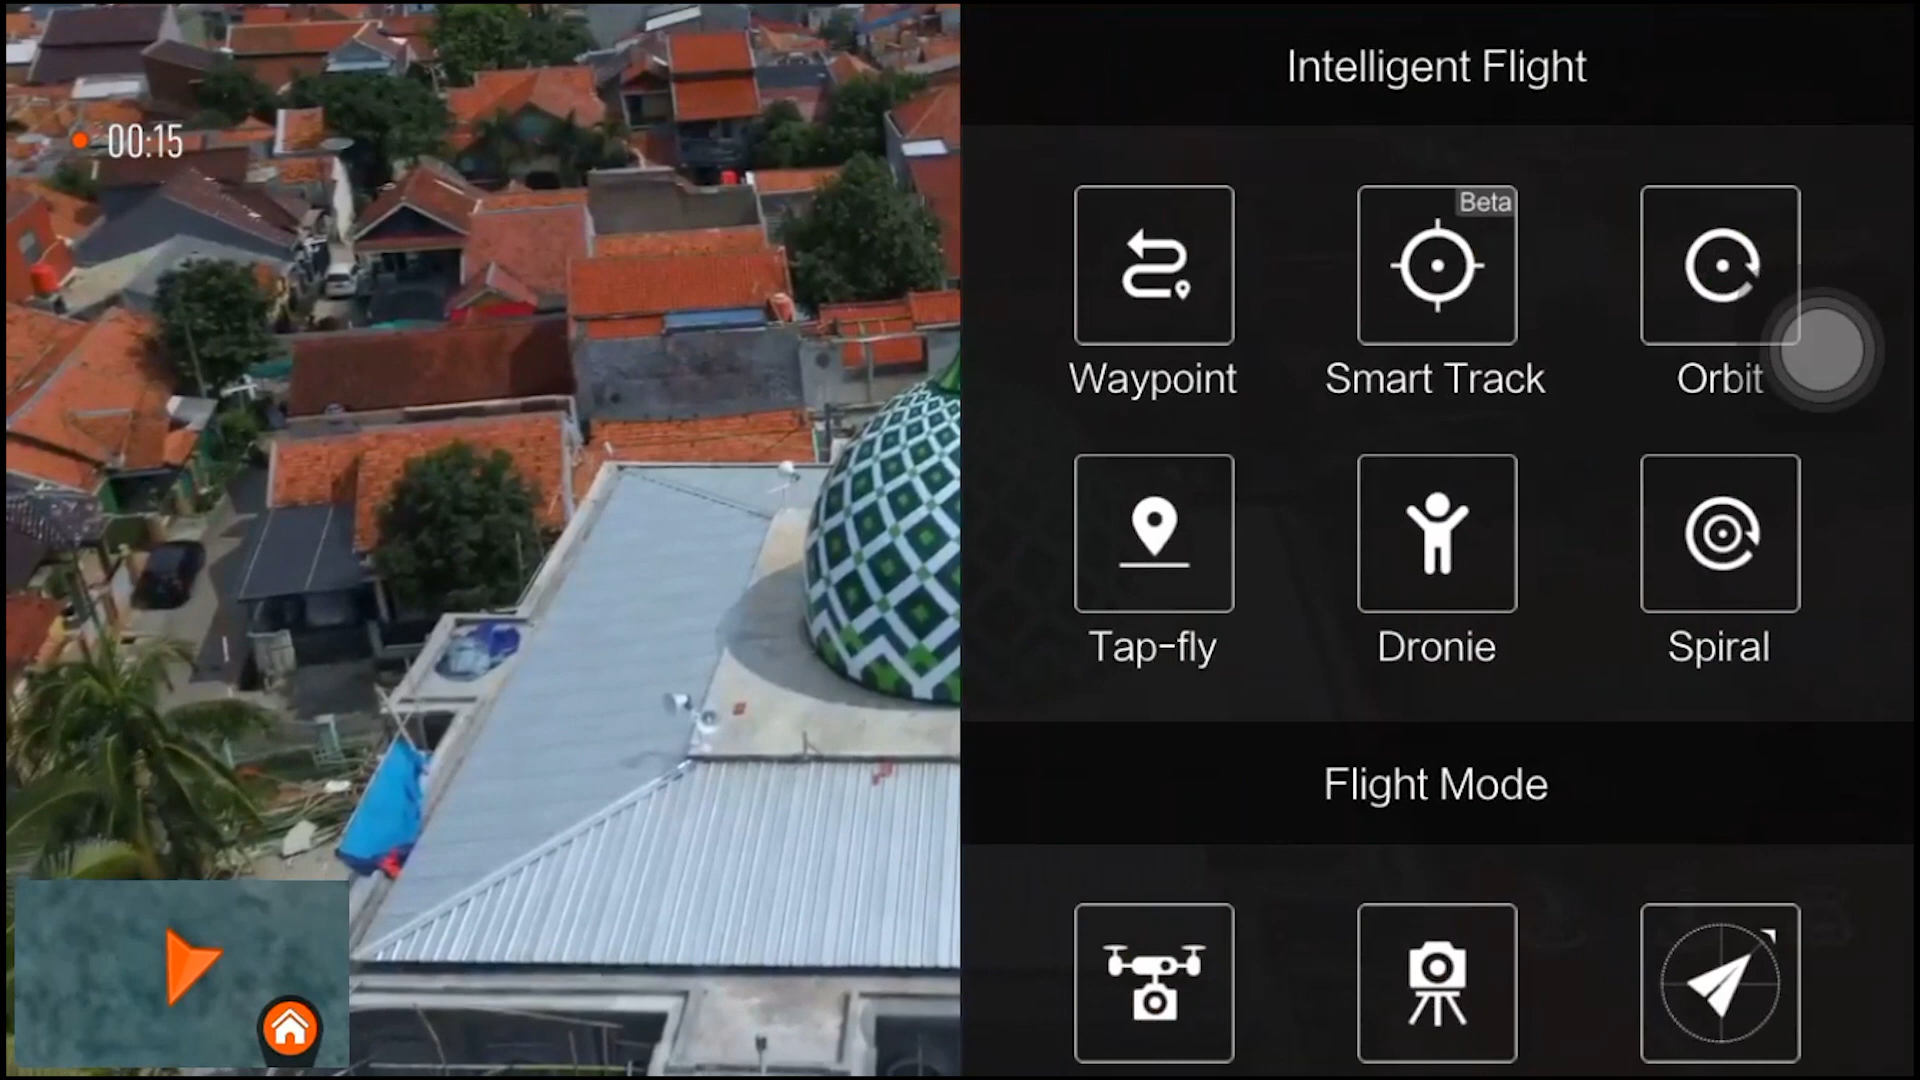 00:15
Intelligent Flight
Beta
Waypoint
Smart Track
Orbit
Tap-fly
Dronie
Spiral
Flight Mode